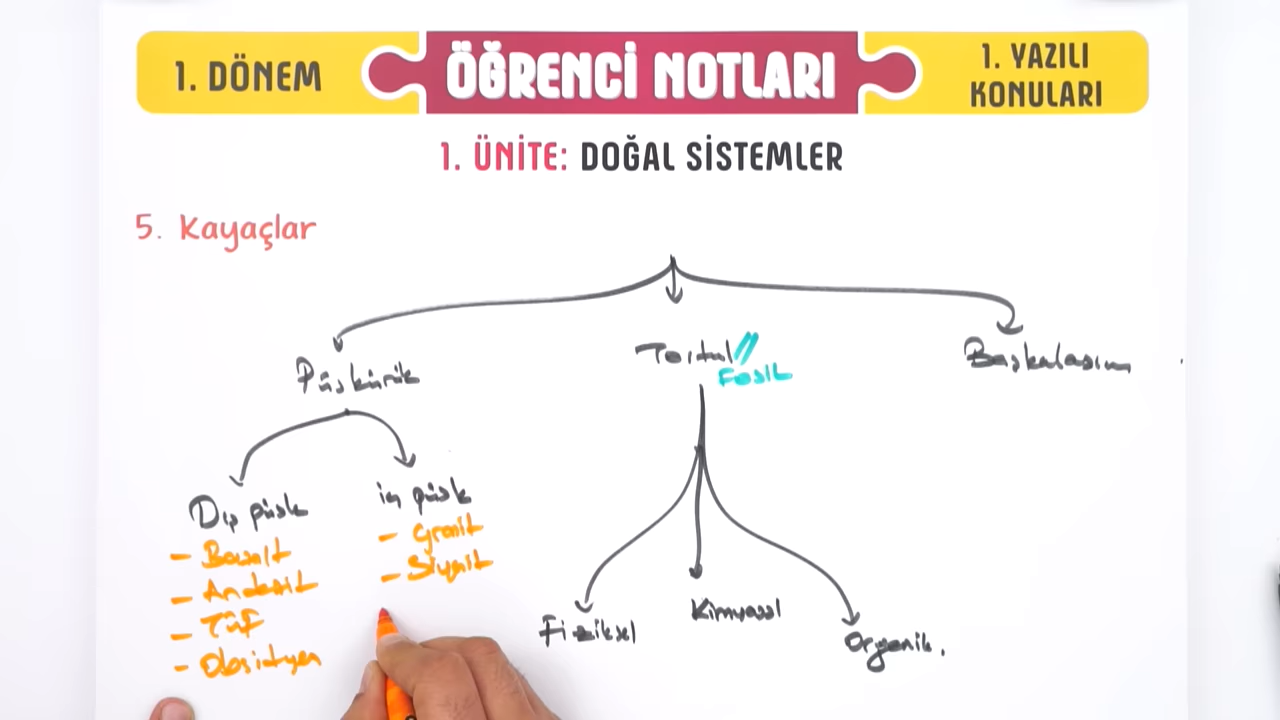 1. DÖNEM
ÖĞRENCİ NOTLARI
1. YAZILI
KONULARI
1. ÜNİTE: DOĞAL SİSTEMLER
5. Kayaçlar
Püskürük
Tortul //
Fosil
Başkalaşım
Dış püsk
- Bazalt
- Andezit
- Tüf
- Obsidyen
iç püsk
- Granit
- Siyenit
Fiziksel
Kimyasal
Organik.